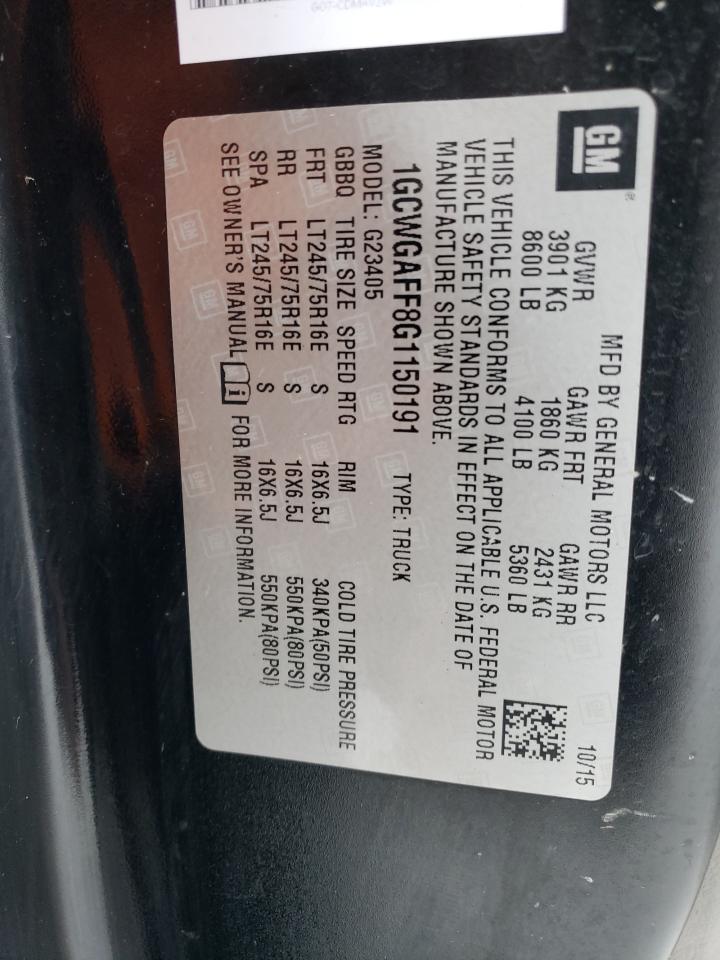 GM ®
MFD BY GENERAL MOTORS LLC 10/15
GVWR GAWR FRT GAWR RR
3901 KG 1860 KG 2431 KG
8600 LB 4100 LB 5360 LB
THIS VEHICLE CONFORMS TO ALL APPLICABLE U.S. FEDERAL MOTOR
VEHICLE SAFETY STANDARDS IN EFFECT ON THE DATE OF
MANUFACTURE SHOWN ABOVE.
1GCWGAFF8G1150191 TYPE: TRUCK
MODEL: G23405
GBBQ TIRE SIZE SPEED RTG RIM COLD TIRE PRESSURE
FRT LT245/75R16E S 16X6.5J 340KPA(50PSI)
RR LT245/75R16E S 16X6.5J 550KPA(80PSI)
SPA LT245/75R16E S 16X6.5J 550KPA(80PSI)
SEE OWNER'S MANUAL i FOR MORE INFORMATION.